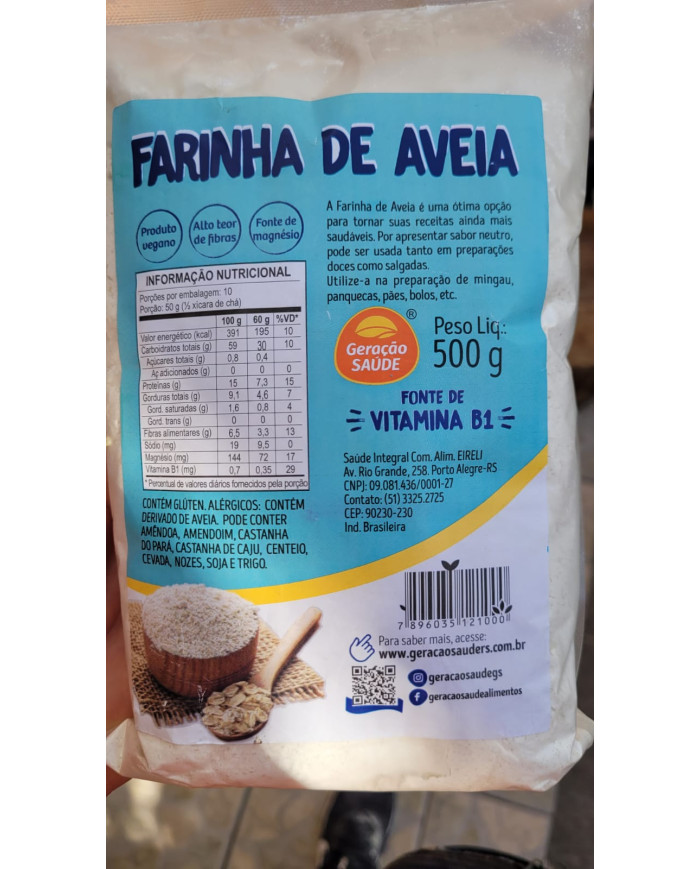 FARINHA DE AVEIA
Produto
vegano
Alto teor
de fibras
Fonte de
magnésio
A Farinha de Aveia é uma ótima opção
para tornar suas receitas ainda mais
saudáveis. Por apresentar sabor neutro,
pode ser usada tanto em preparações
doces como salgadas.
Utilize-a na preparação de mingau,
panquecas, pães, bolos, etc.
INFORMAÇÃO NUTRICIONAL
Porções por embalagem: 10
Porção: 50 g (½ xícara de chá)
100 g 60 g %VD*
Valor energético (kcal) 391 195 10
Carboidratos totais (g) 59 30 10
Açúcares totais (g) 0,8 0,4
Aç adicionados (g) 0 0 0
Proteínas (g) 15 7,3 15
Gorduras totais (g) 9,1 4,6 7
Gord. saturadas (g) 1,6 0,8 4
Gord. trans (g) 0 0 0
Fibras alimentares (g) 6,5 3,3 13
Sódio (mg) 19 9,5 0
Magnésio (mg) 144 72 17
Vitamina B1 (mg) 0,7 0,35 29
* Percentual de valores diários fornecidos pela porção
Geração
SAÚDE
®
Peso Liq.:
500 g
FONTE DE
VITAMINA B1
Saúde Integral Com. Alim. EIRELI
Av. Rio Grande, 258. Porto Alegre-RS
CNPJ: 09.081.436/0001-27
Contato: (51) 3325.2725
CEP: 90230-230
Ind. Brasileira
CONTÉM GLÚTEN. ALÉRGICOS: CONTÉM
DERIVADO DE AVEIA. PODE CONTER
AMÊNDOA, AMENDOIM, CASTANHA
DO PARÁ, CASTANHA DE CAJU, CENTEIO,
CEVADA, NOZES, SOJA E TRIGO.
7 896035 121000
Para saber mais, acesse:
www.geracaosauders.com.br
geracaosaudegs
geracaosaudealimentos